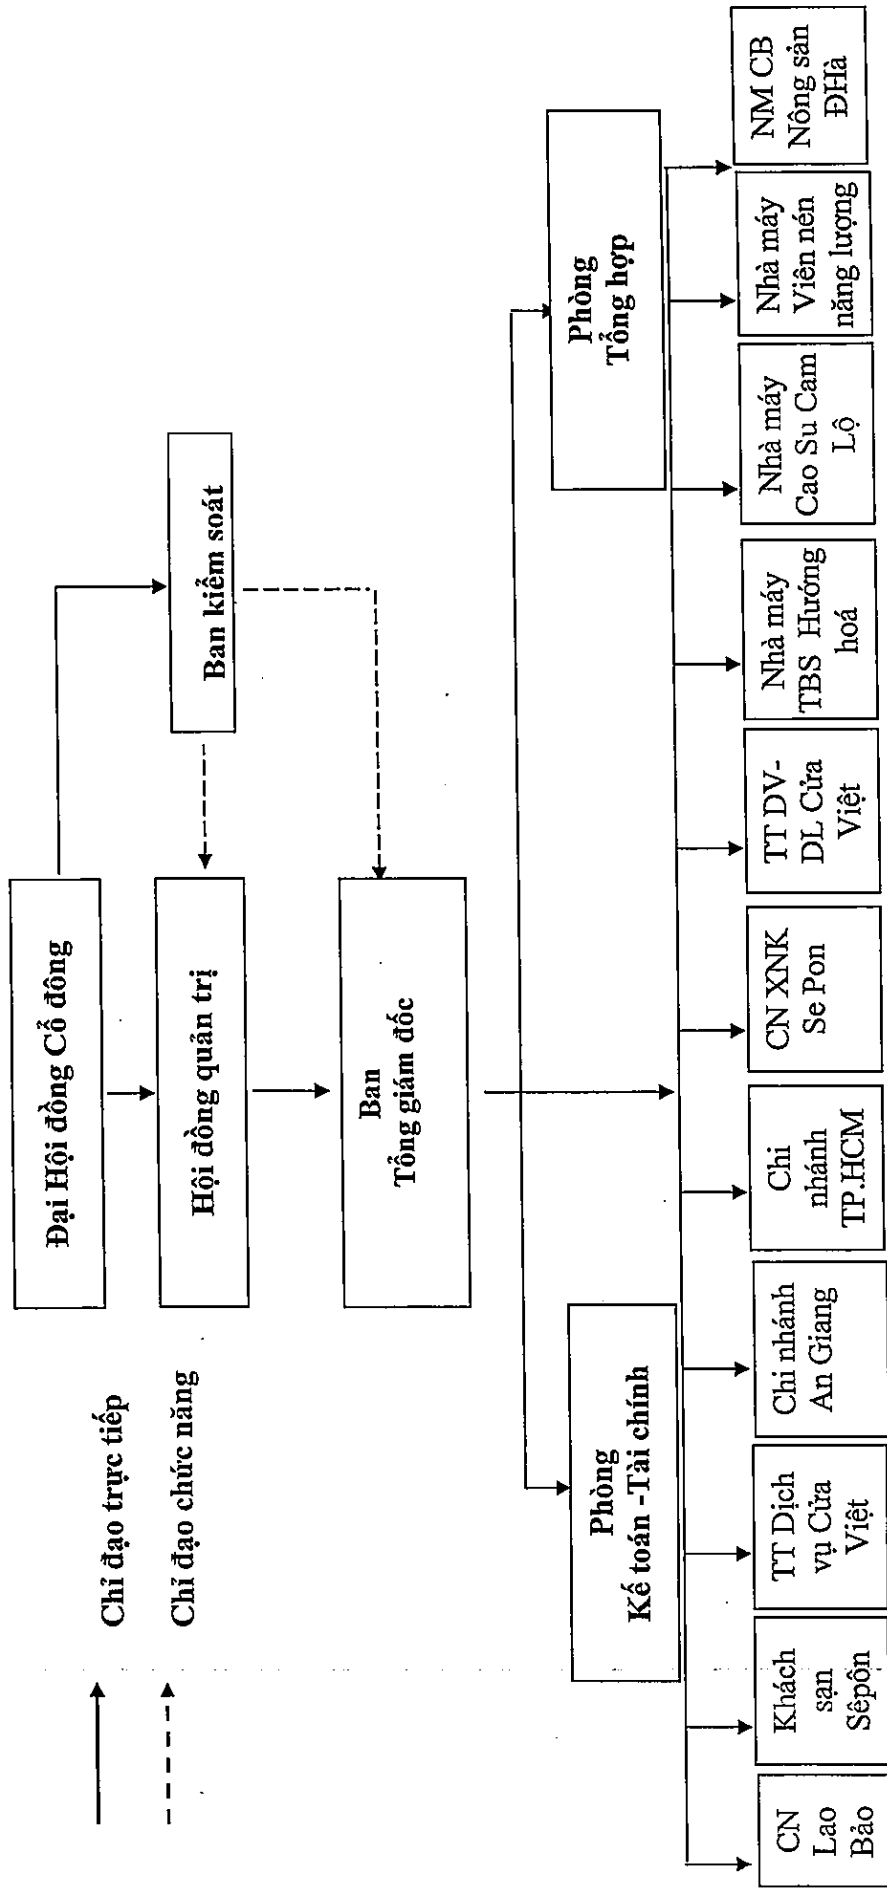 Chỉ đạo trực tiếp
Chỉ đạo chức năng
Đại Hội đồng Cổ đông
Hội đồng quản trị
Ban kiểm soát
Ban
Tổng giám đốc
Phòng
Kế toán -Tài chính
Phòng
Tổng hợp
CN
Lao
Bảo
Khách
sạn
Sêpôn
TT Dịch
vụ Cửa
Việt
Chi nhánh
An Giang
Chi
nhánh
TP.HCM
CN XNK
Se Pon
TT DV-
DL Cửa
Việt
Nhà máy
TBS Hướng
hoá
Nhà máy
Cao Su Cam
Lộ
Nhà máy
Viên nén
năng lượng
NM CB
Nông sản
ĐHà